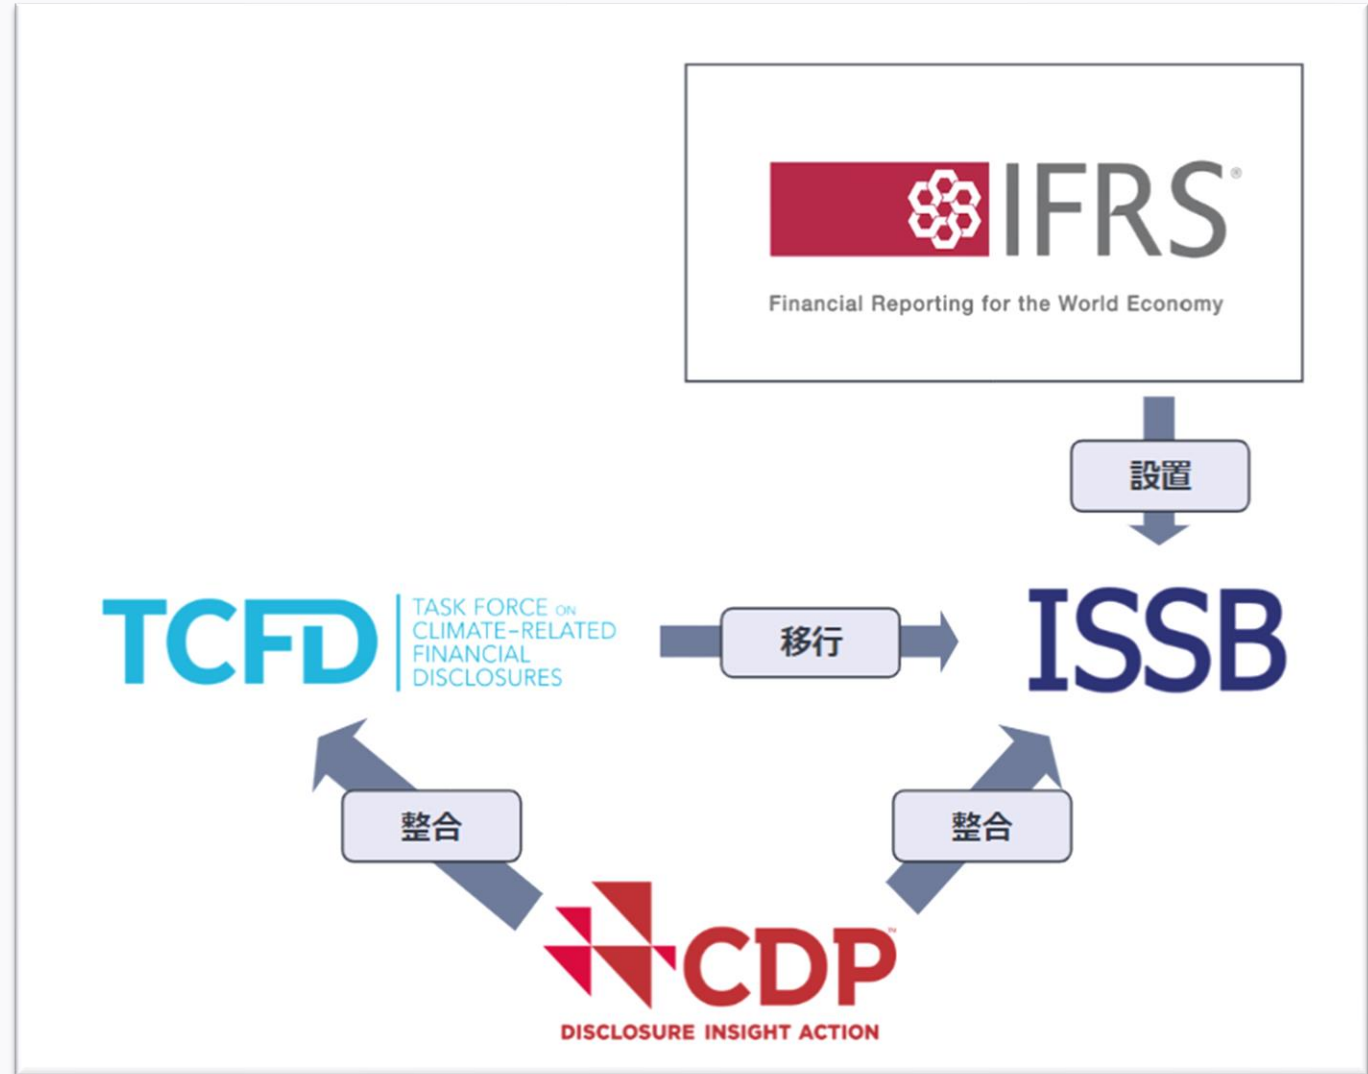 IFRS®
Financial Reporting for the World Economy
設置
TCFD
TASK FORCE ON
CLIMATE-RELATED
FINANCIAL
DISCLOSURES
移行
ISSB
整合
整合
CDP™
DISCLOSURE INSIGHT ACTION